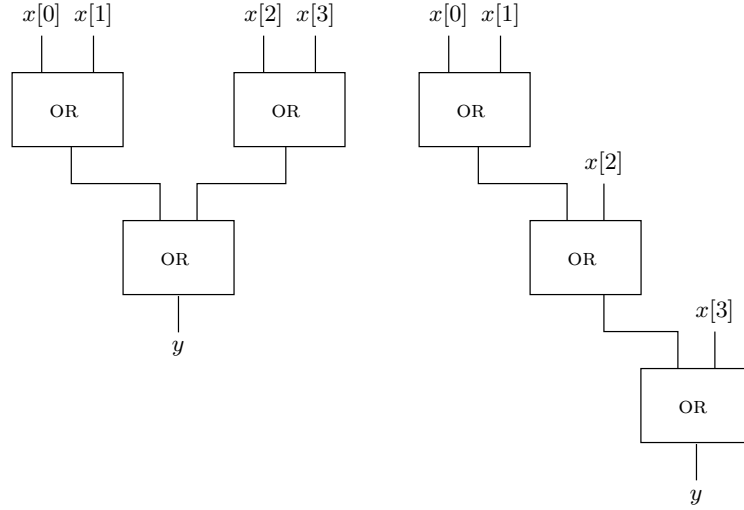 x[0] x[1] x[2] x[3] x[0] x[1]
OR OR OR
x[2]
OR OR
x[3]
y
OR
y